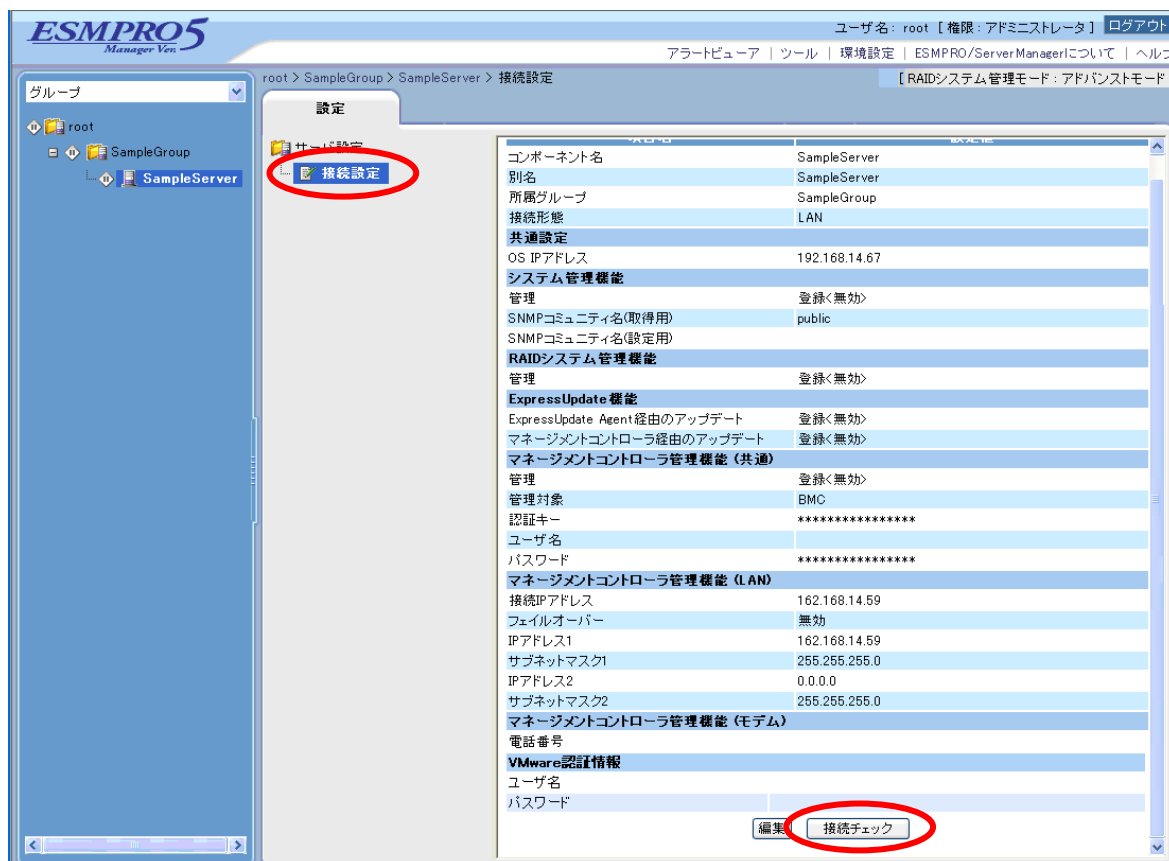 ESMPRO5
Manager Ver.
ユーザ名: root [ 権限 : アドミニストレータ ] ログアウト
アラートビューア | ツール | 環境設定 | ESMPRO/ServerManagerについて | ヘルプ
グループ
root > SampleGroup > SampleServer > 接続設定
[ RAIDシステム管理モード : アドバンストモード
設定
root
SampleGroup
SampleServer
サーバ設定
接続設定
項目名 設定値
コンポーネント名 SampleServer
別名 SampleServer
所属グループ SampleGroup
接続形態 LAN
共通設定
OS IPアドレス 192.168.14.67
システム管理機能
管理 登録<無効>
SNMPコミュニティ名(取得用) public
SNMPコミュニティ名(設定用)
RAIDシステム管理機能
管理 登録<無効>
ExpressUpdate 機能
ExpressUpdate Agent経由のアップデート 登録<無効>
マネージメントコントローラ経由のアップデート 登録<無効>
マネージメントコントローラ管理機能 (共通)
管理 登録<無効>
管理対象 BMC
認証キー ****************
ユーザ名
パスワード ****************
マネージメントコントローラ管理機能 (LAN)
接続IPアドレス 162.168.14.59
フェイルオーバー 無効
IPアドレス1 162.168.14.59
サブネットマスク1 255.255.255.0
IPアドレス2 0.0.0.0
サブネットマスク2 255.255.255.0
マネージメントコントローラ管理機能 (モデム)
電話番号
VMware認証情報
ユーザ名
パスワード
編集 接続チェック